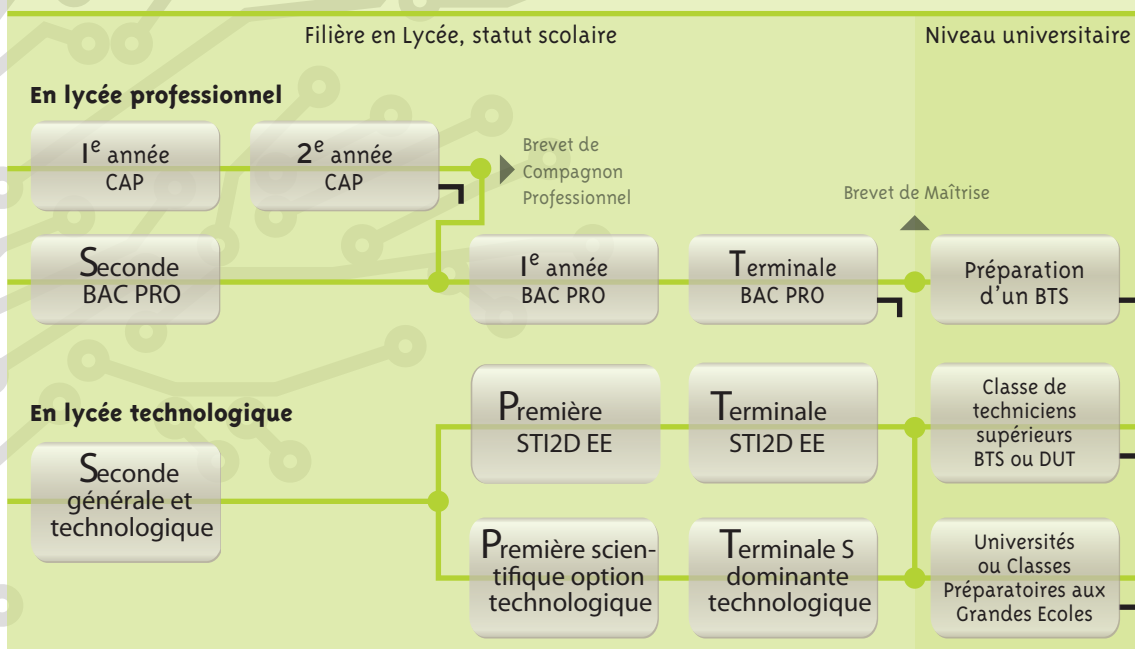 Filière en Lycée, statut scolaire
Niveau universitaire
En lycée professionnel
1e année
CAP
2e année
CAP
Brevet de
Compagnon
Professionnel
Brevet de Maîtrise
Seconde
BAC PRO
1e année
BAC PRO
Terminale
BAC PRO
Préparation
d'un BTS
En lycée technologique
Seconde
générale et
technologique
Première
STI2D EE
Terminale
STI2D EE
Classe de
techniciens
supérieurs
BTS ou DUT
Première scien-
tifique option
technologique
Terminale S
dominante
technologique
Universités
ou Classes
Préparatoires aux
Grandes Ecoles